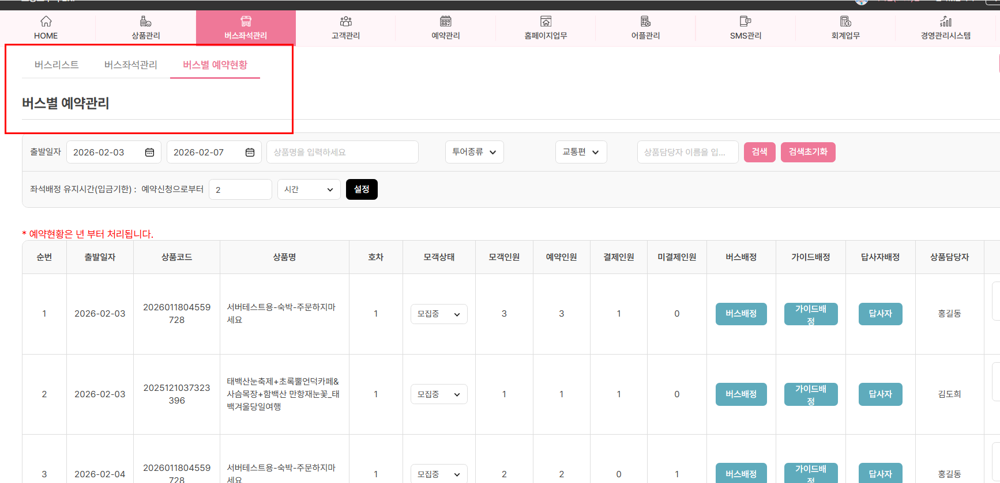 HOME
상품관리
버스좌석관리
고객관리
예약관리
홈페이지업무
어플관리
SMS관리
회계업무
경영관리시스템
버스리스트
버스좌석관리
버스별 예약현황
버스별 예약관리
출발일자
2026-02-03
2026-02-07
상품명을 입력하세요
투어종류
교통편
상품담당자 이름을 입...
검색
검색초기화
좌석배정 유지시간(입금기한) : 예약신청으로부터
2
시간
설정
* 예약현황은 년 부터 처리됩니다.
순번
출발일자
상품코드
상품명
호차
모객상태
모객인원
예약인원
결제인원
미결제인원
버스배정
가이드배정
답사자배정
상품담당자
1
2026-02-03
2026011804559
728
서버테스트용-숙박-주문하지마
세요
1
모집중
3
3
1
0
버스배정
가이드배
정
답사자
홍길동
2
2026-02-03
2025121037323
396
태백산눈축제+초록뿔언덕카페&
사슴목장+함백산 만항재눈꽃_태
백겨울당일여행
1
모집중
1
1
1
0
버스배정
가이드배
정
답사자
김도희
3
2026-02-04
2026011804559
728
서버테스트용-숙박-주문하지마
세요
1
모집중
2
2
0
1
버스배정
가이드배
정
답사자
홍길동